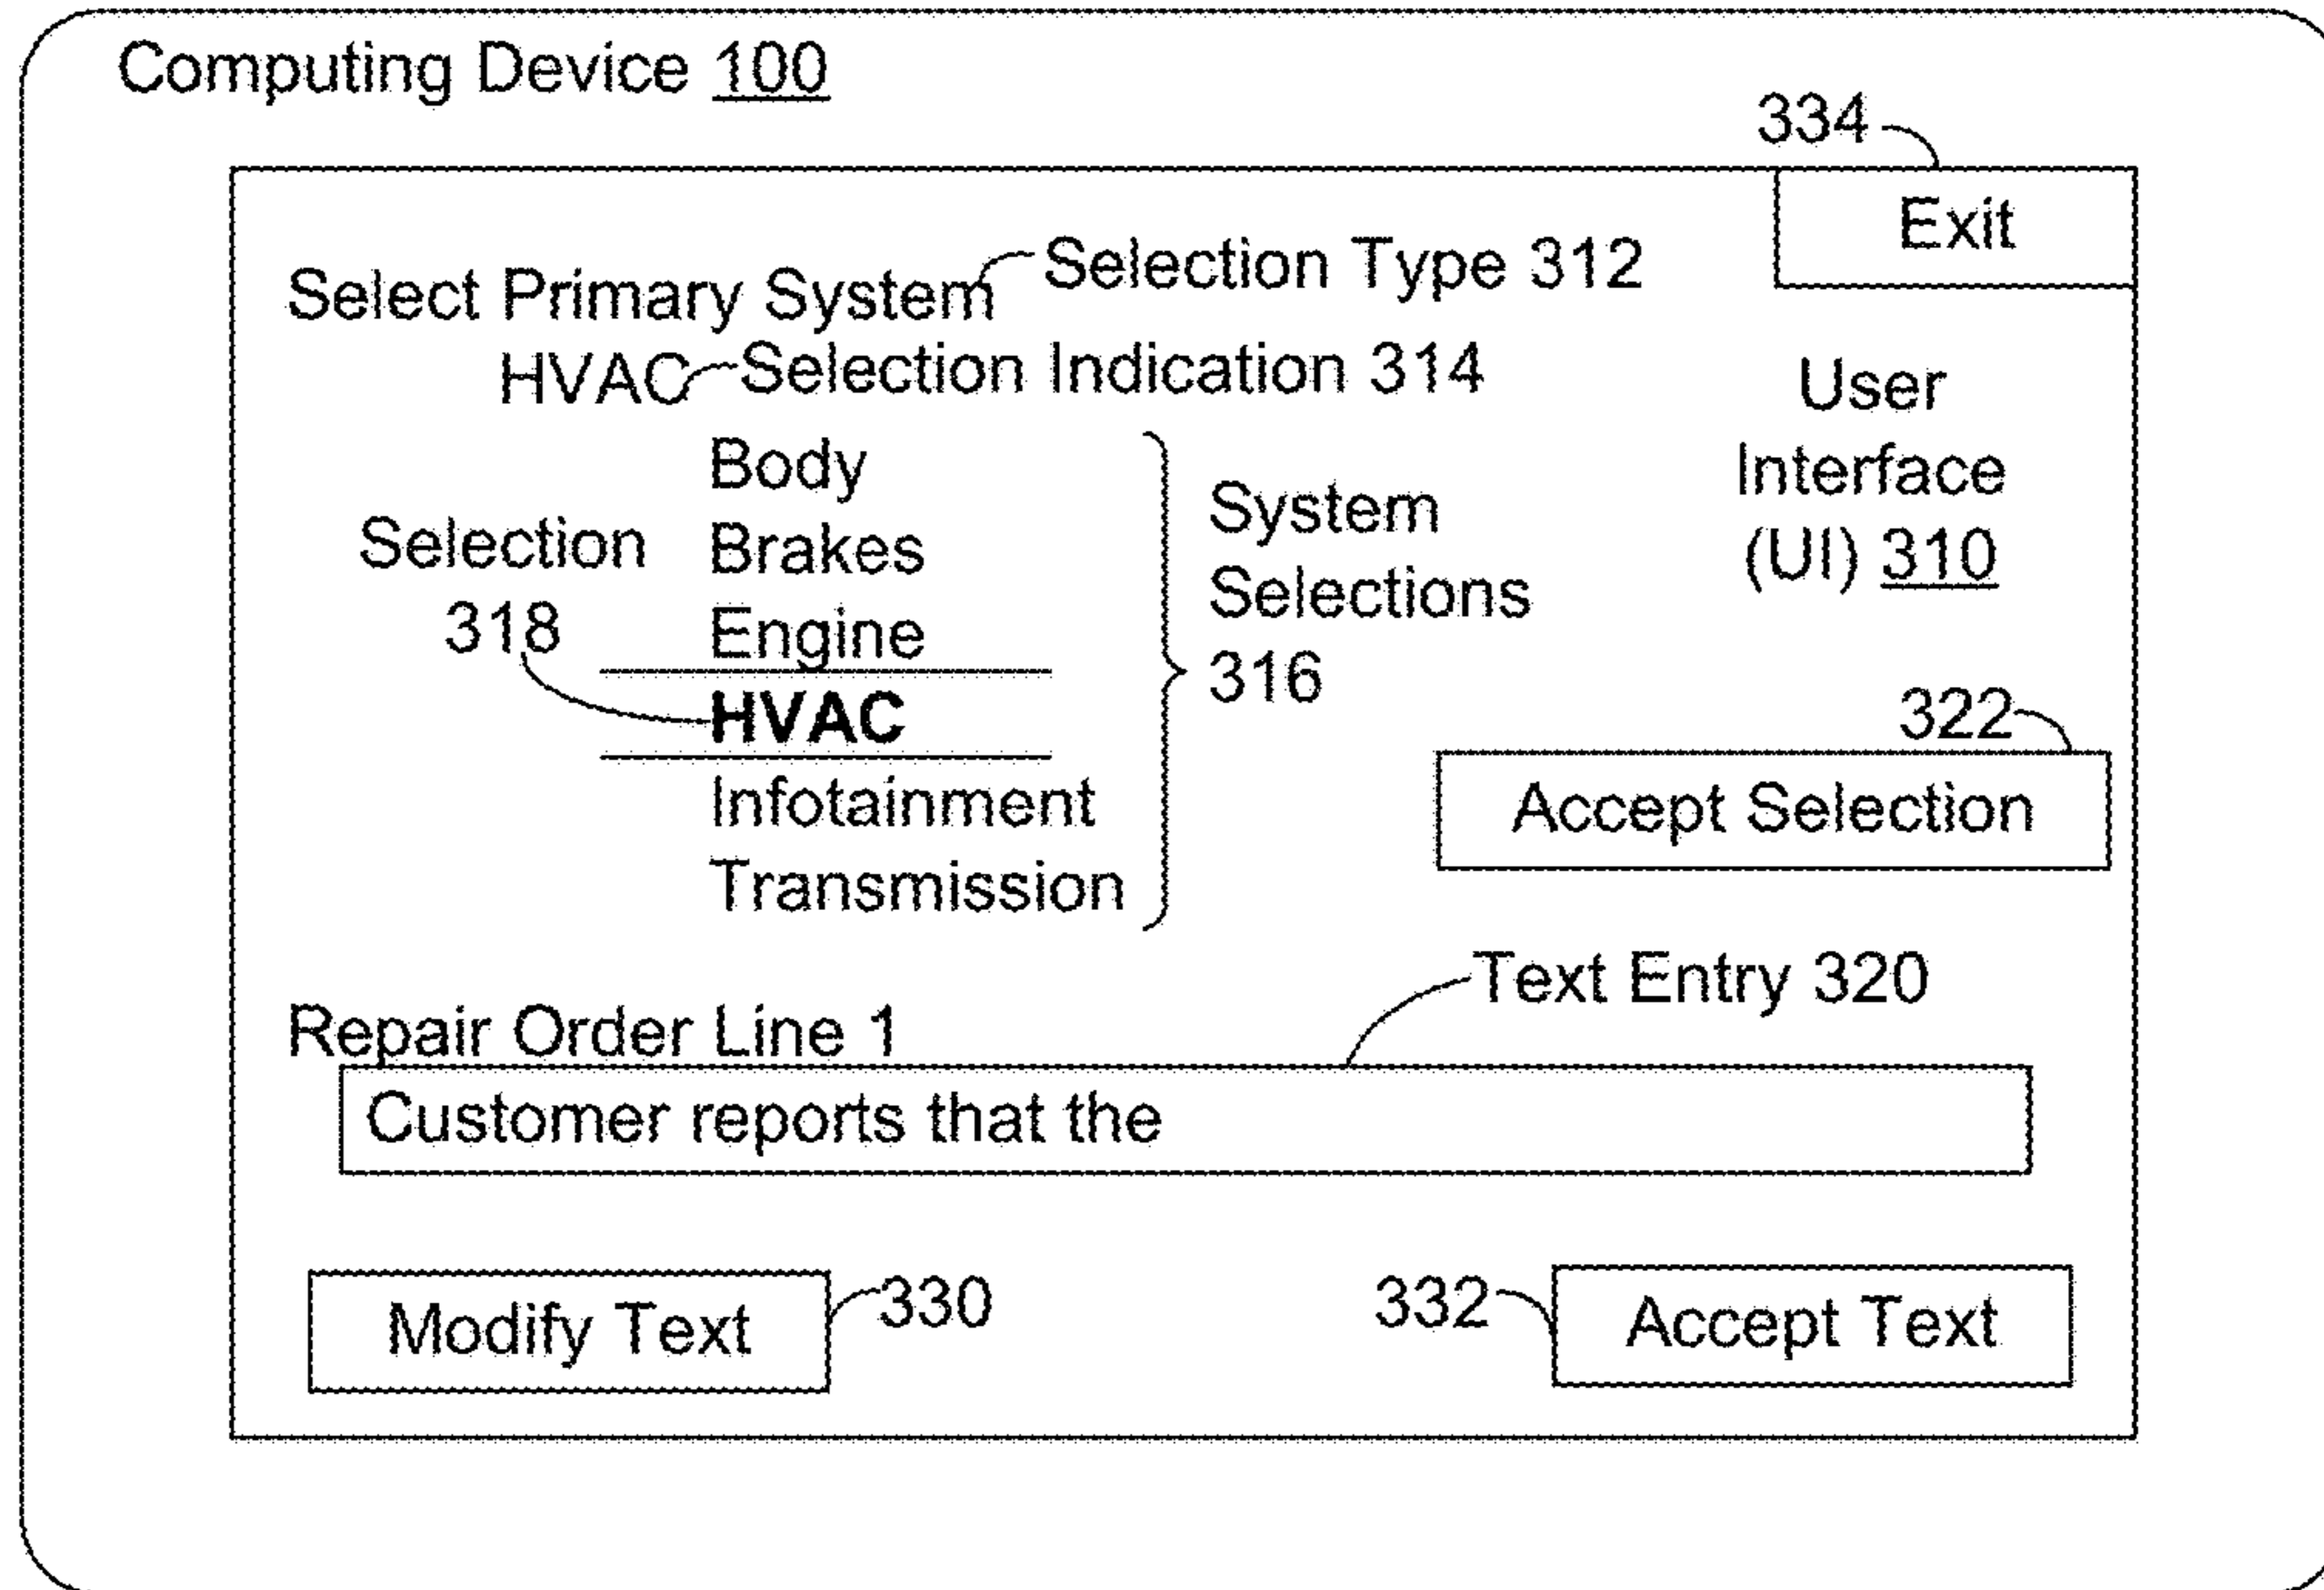 Computing Device 100
334
Exit
Select Primary System
Selection Type 312
HVAC
Selection Indication 314
User
Interface
(UI) 310
Body
Brakes
Engine
HVAC
Infotainment
Transmission
Selection
318
System
Selections
316
322
Accept Selection
Text Entry 320
Repair Order Line 1
Customer reports that the
Modify Text
330
332
Accept Text